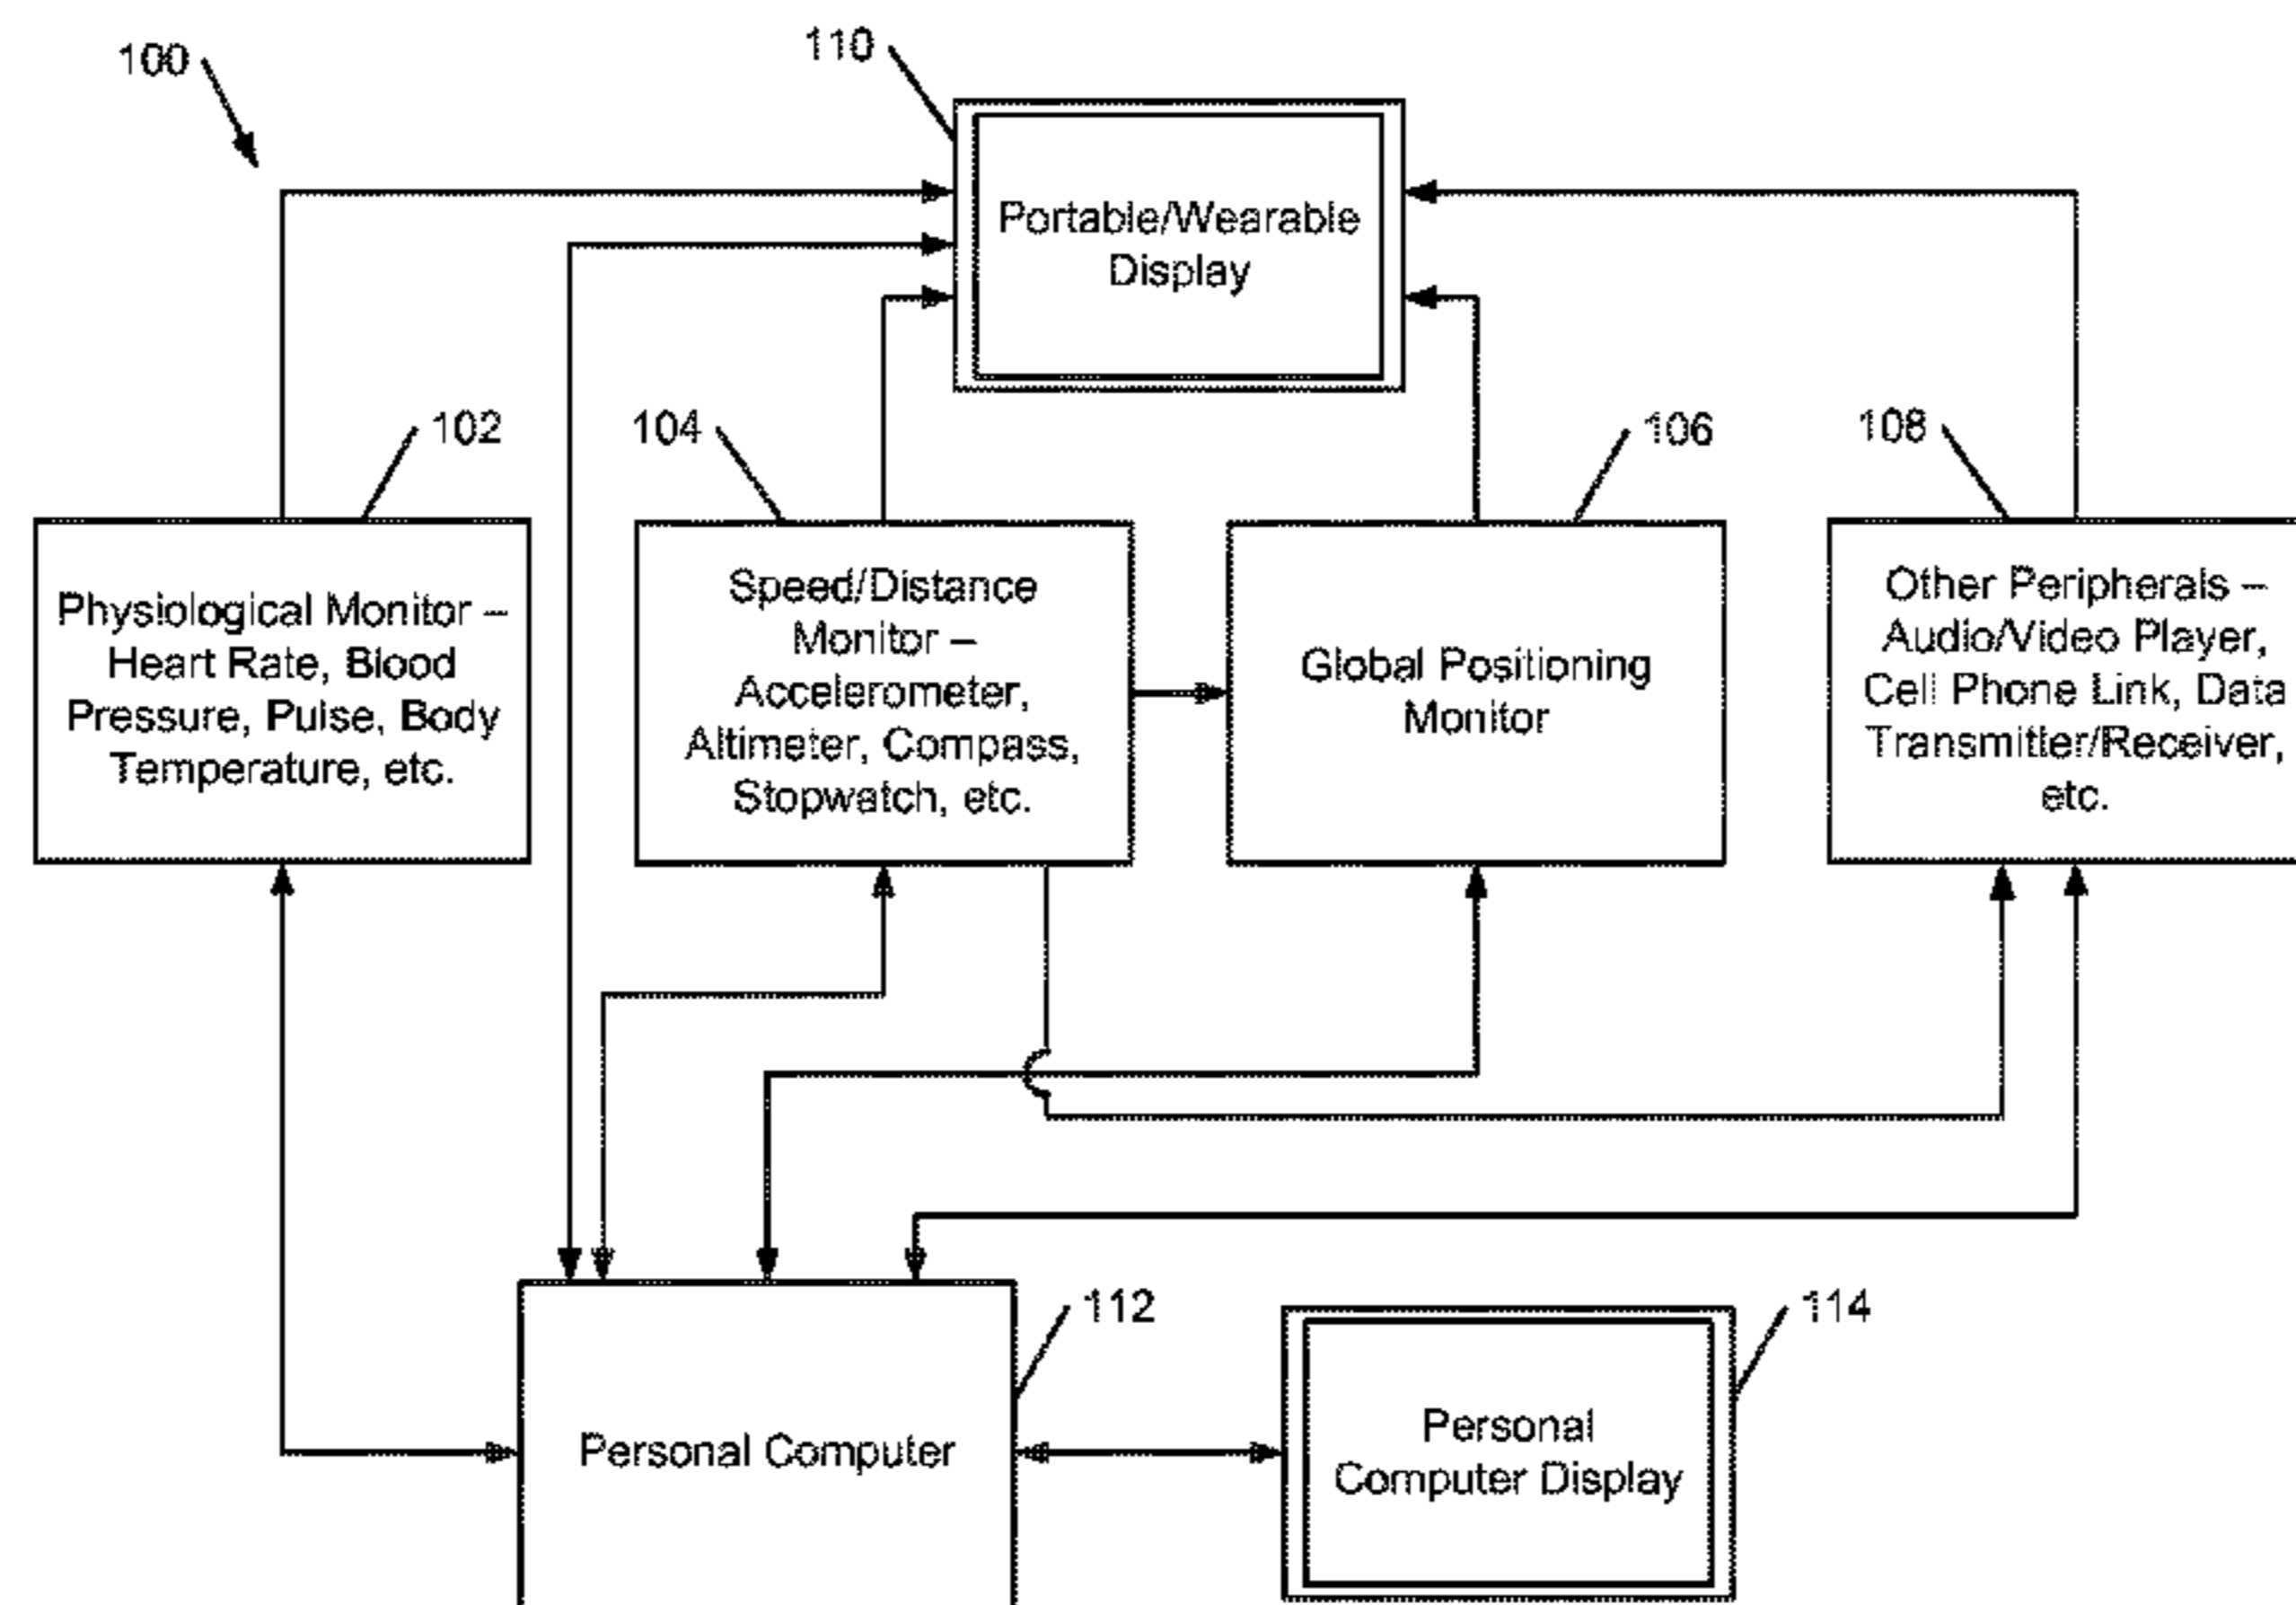 100
110
Portable/Wearable
Display
102
104
106
108
Physiological Monitor –
Heart Rate, Blood
Pressure, Pulse, Body
Temperature, etc.
Speed/Distance
Monitor –
Accelerometer,
Altimeter, Compass,
Stopwatch, etc.
Global Positioning
Monitor
Other Peripherals –
Audio/Video Player,
Cell Phone Link, Data
Transmitter/Receiver,
etc.
112
114
Personal Computer
Personal
Computer Display